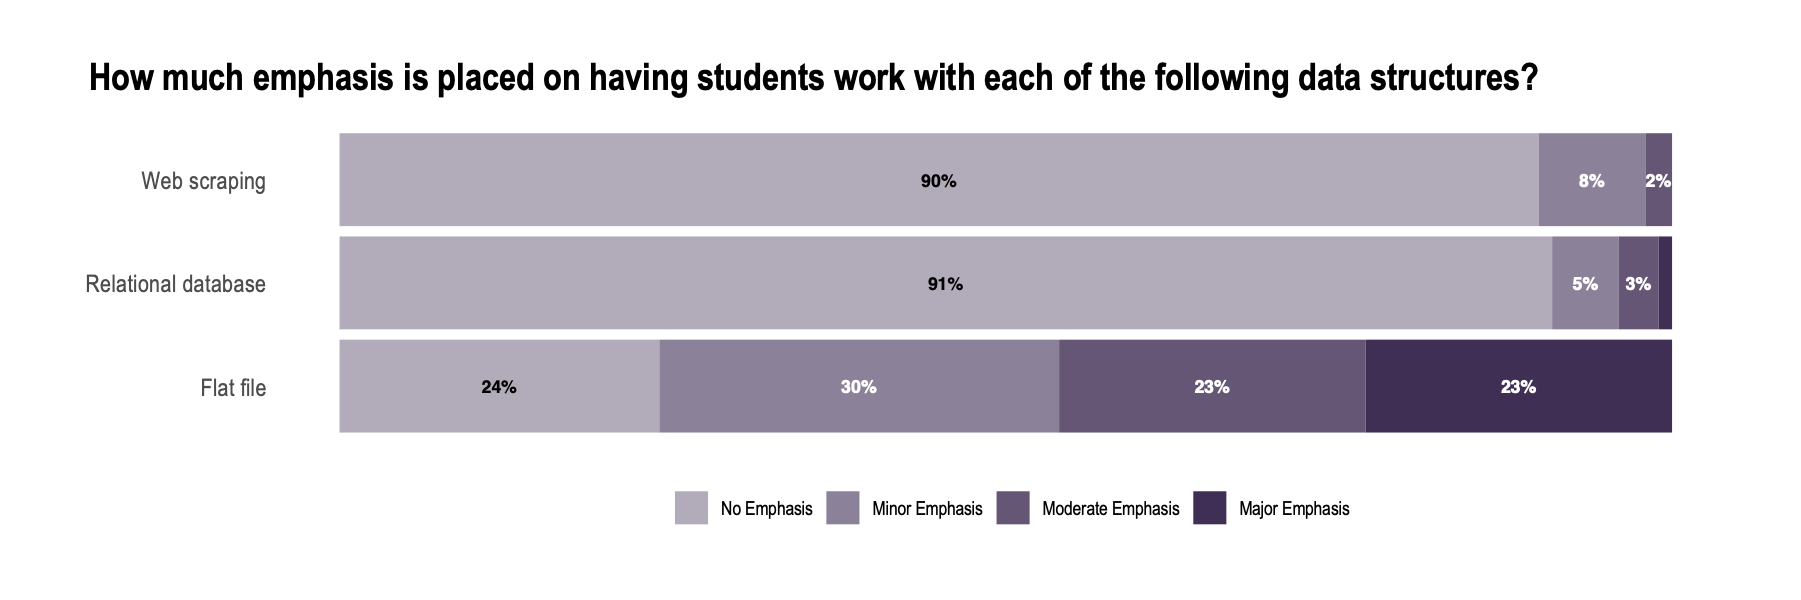 How much emphasis is placed on having students work with each of the following data structures?
Web scraping 90% 8% 2%
Relational database 91% 5% 3%
Flat file 24% 30% 23% 23%
No Emphasis Minor Emphasis Moderate Emphasis Major Emphasis